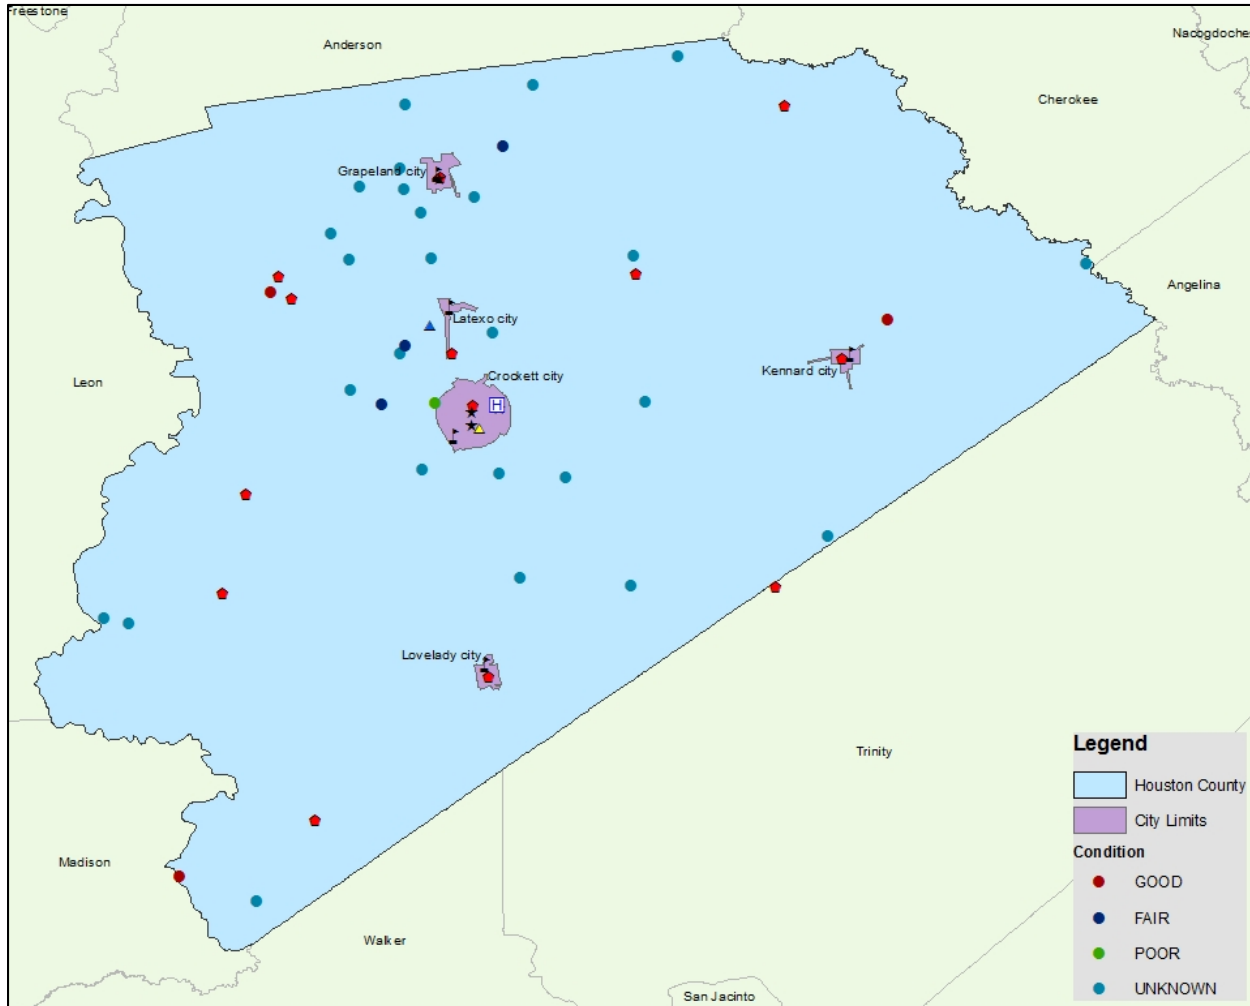 Freestone
Nacogdoche
Anderson
Cherokee
Grapeland city
Angelina
Latexo city
Leon
Kennard city
Crockett city
H
Lovelady city
Trinity
Madison
Walker
San Jacinto
Legend
Houston County
City Limits
Condition
GOOD
FAIR
POOR
UNKNOWN